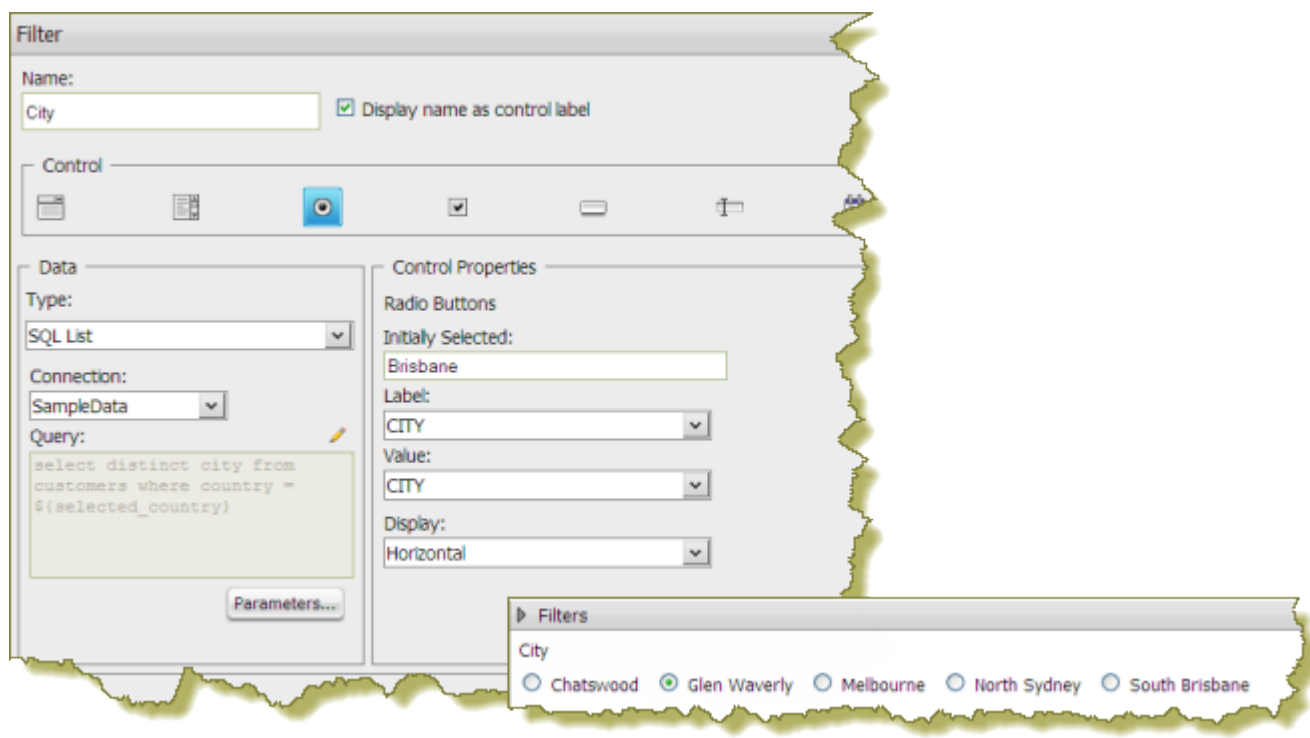 Filter
Name:
City
Display name as control label
Control
Data
Type:
SQL List
Connection:
SampleData
Query:
select distinct city from
customers where country =
${selected_country}
Parameters...
Control Properties
Radio Buttons
Initially Selected:
Brisbane
Label:
CITY
Value:
CITY
Display:
Horizontal
Filters
City
Chatswood Glen Waverly Melbourne North Sydney South Brisbane